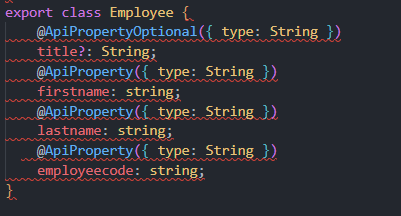 export class Employee {
@ApiPropertyOptional({ type: String })
title?: String;
@ApiProperty({ type: String })
firstname: string;
@ApiProperty({ type: String })
lastname: string;
@ApiProperty({ type: String })
employeecode: string;
}